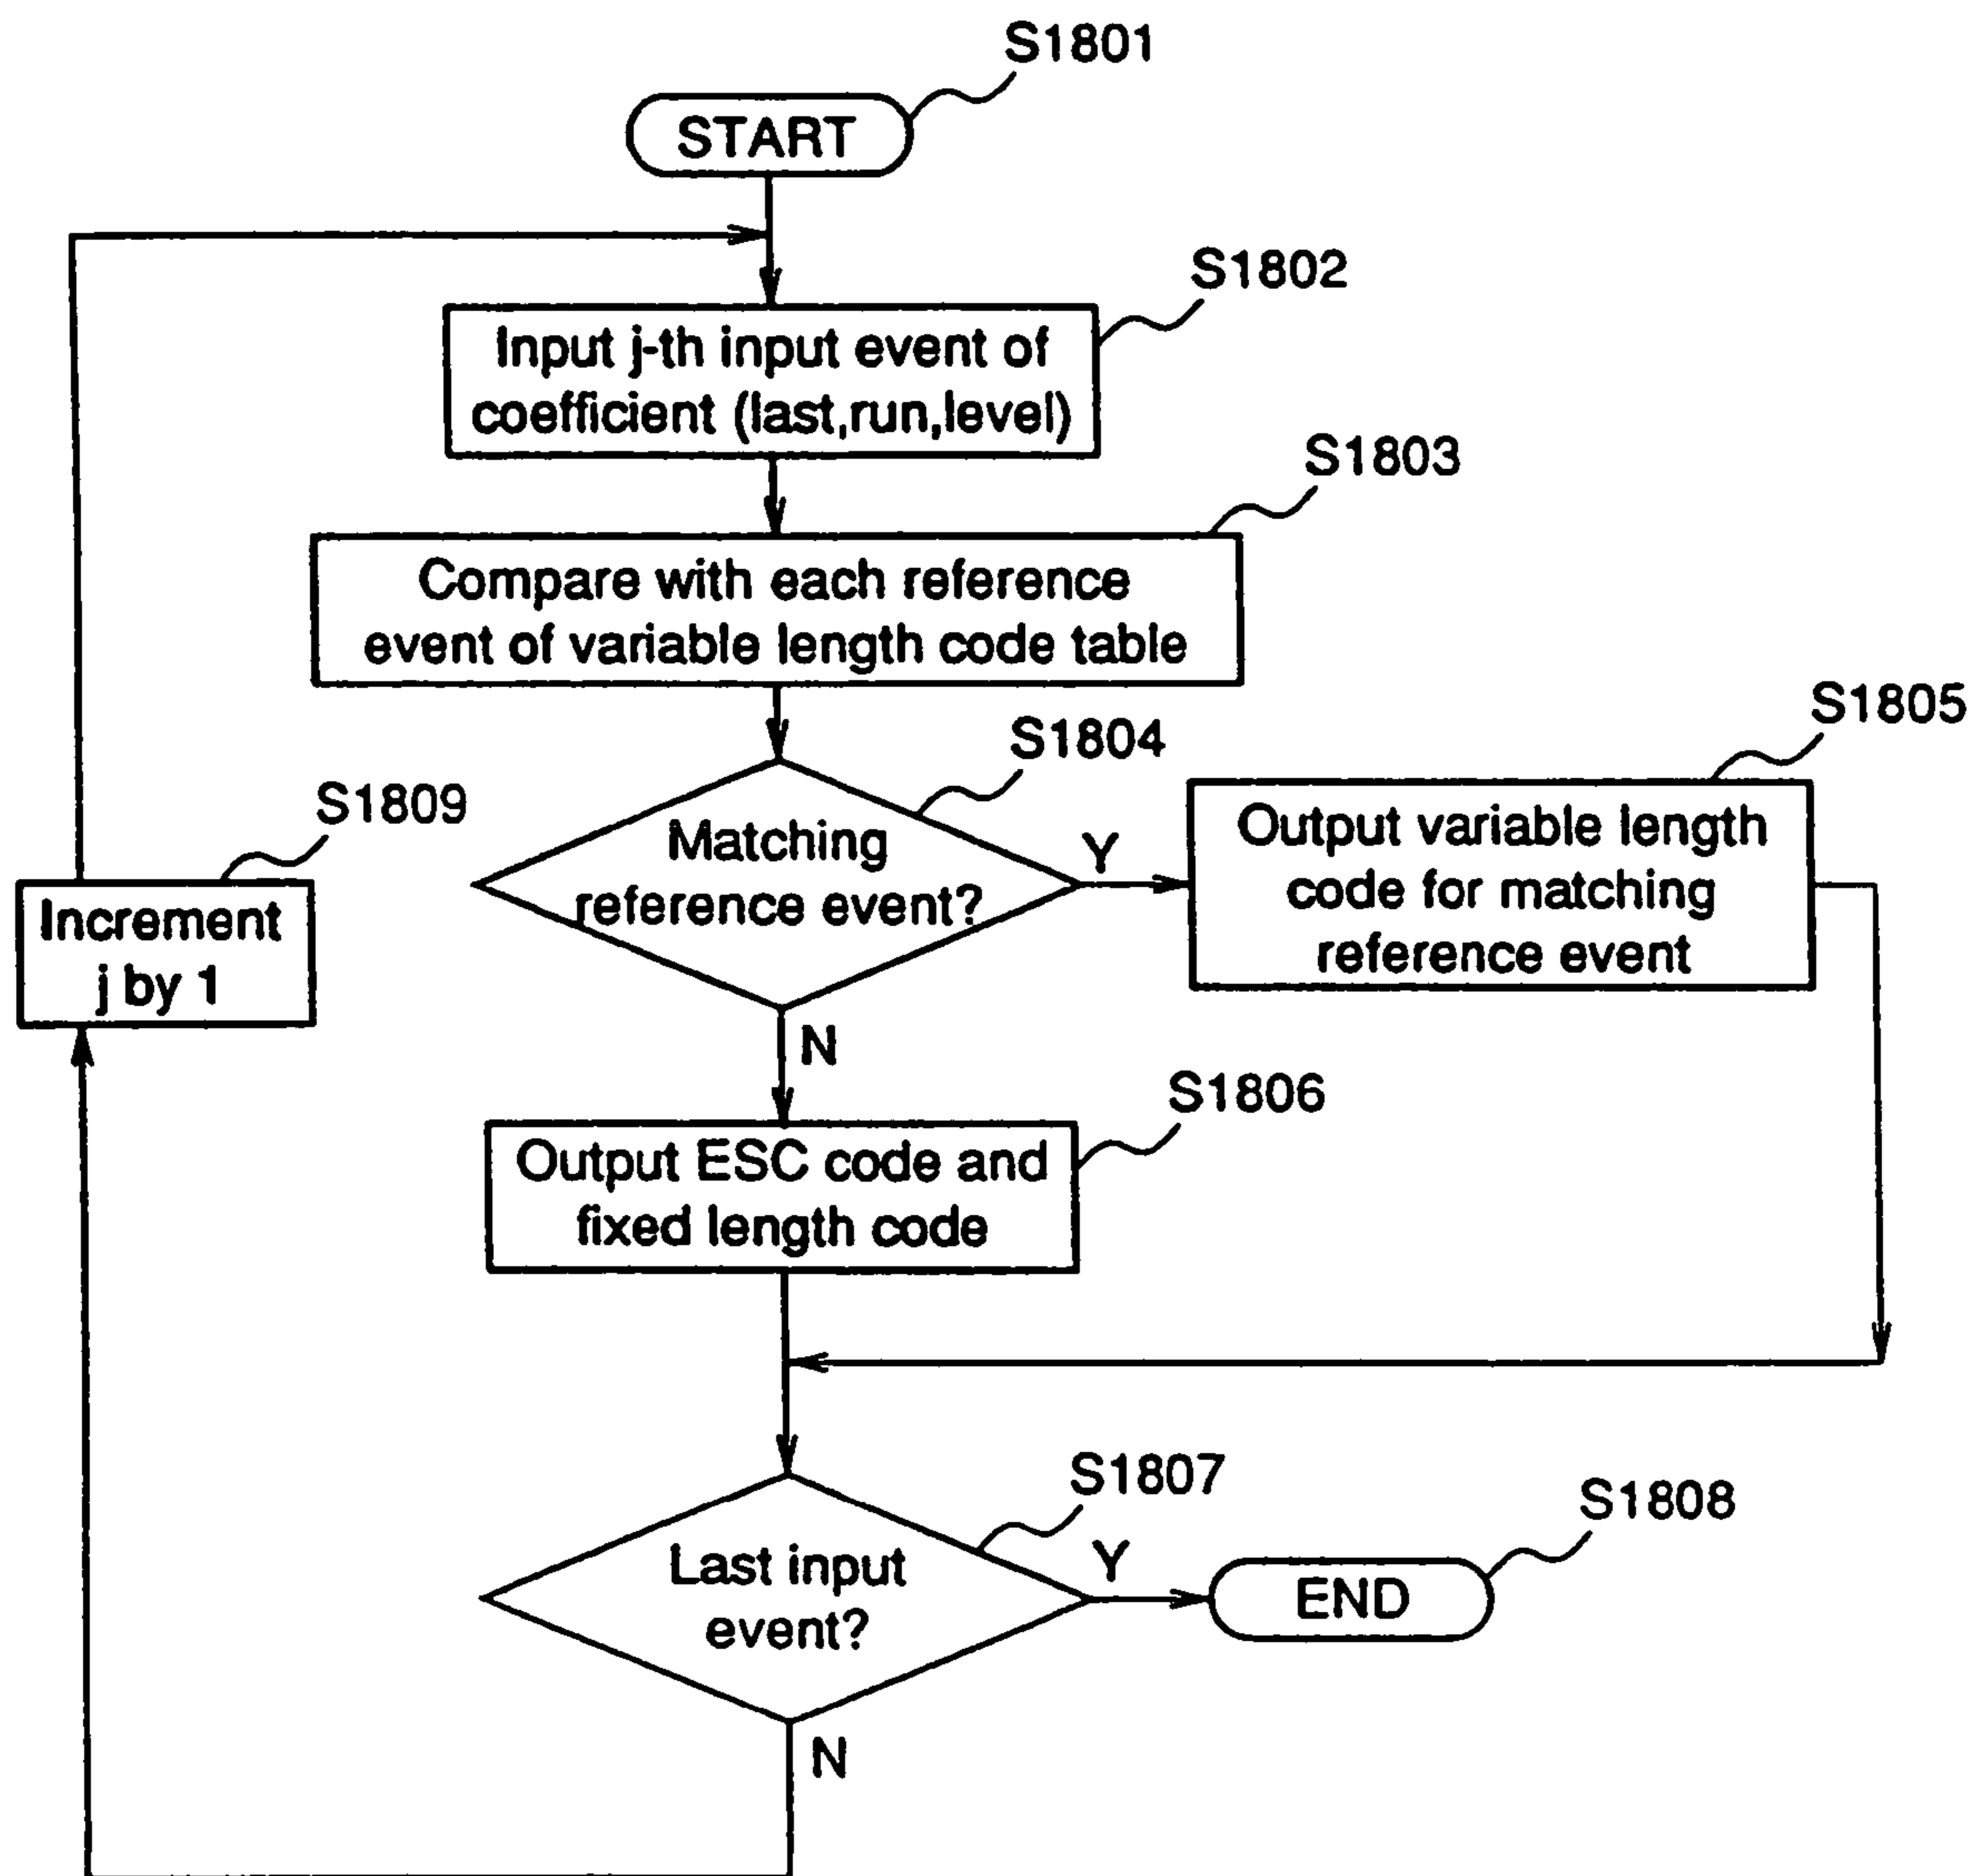 S1801
START
S1802
Input j-th input event of
coefficient (last,run,level)
S1803
Compare with each reference
event of variable length code table
S1804
Matching
reference event?
Y
S1805
Output variable length
code for matching
reference event
S1809
Increment
j by 1
N
S1806
Output ESC code and
fixed length code
S1807
Last input
event?
Y
S1808
END
N